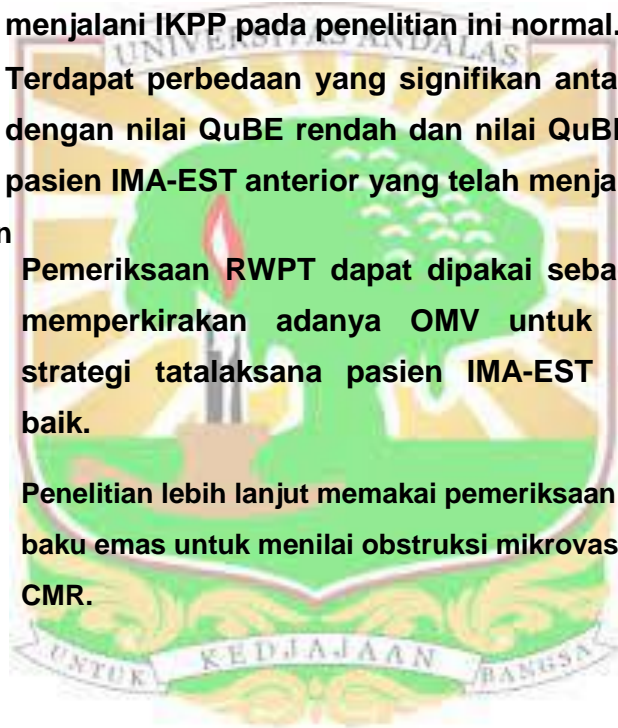 menjalani IKPP pada penelitian ini normal.
UNIVERSITAS ANDALAS
Terdapat perbedaan yang signifikan anta
dengan nilai QuBE rendah dan nilai QuBE
pasien IMA-EST anterior yang telah menja
n
Pemeriksaan RWPT dapat dipakai seba
memperkirakan adanya OMV untuk
strategi tatalaksana pasien IMA-EST
baik.
Penelitian lebih lanjut memakai pemeriksaan
baku emas untuk menilai obstruksi mikrovas
CMR.
UNTUK KEDJAJAAN BANGSA